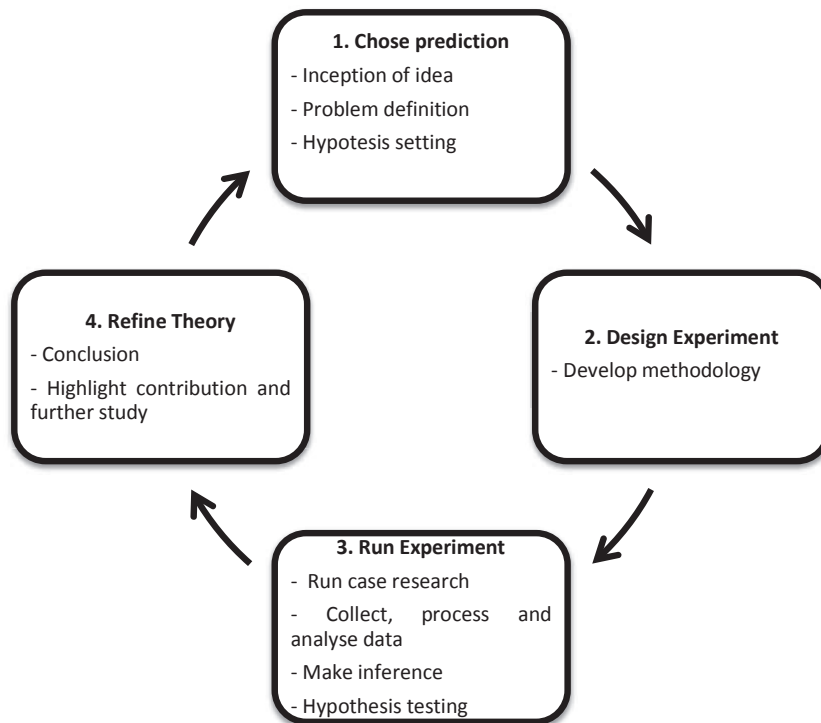 1. Chose prediction
- Inception of idea
- Problem definition
- Hypotesis setting
2. Design Experiment
- Develop methodology
3. Run Experiment
- Run case research
- Collect, process and
analyse data
- Make inference
- Hypothesis testing
4. Refine Theory
- Conclusion
- Highlight contribution and
further study